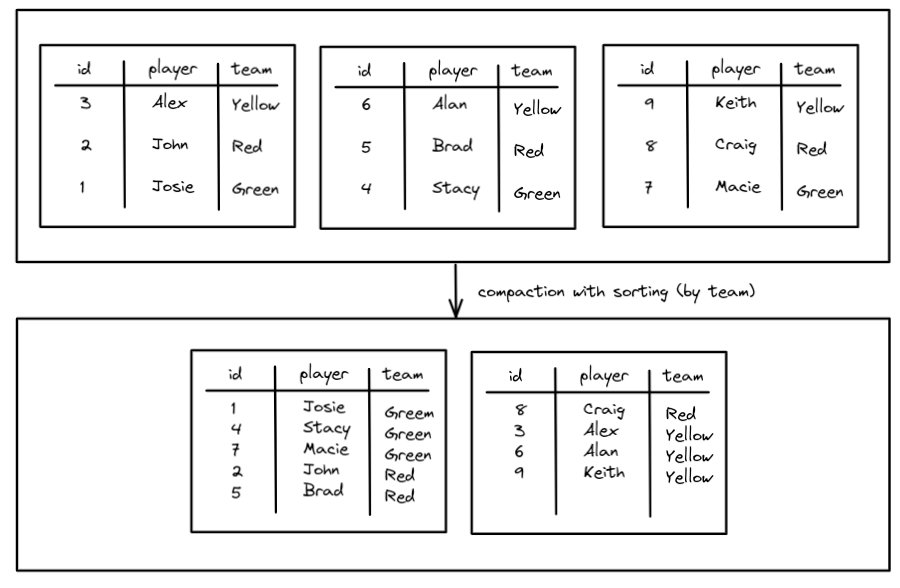 id player team
3 Alex Yellow
2 John Red
1 Josie Green
id player team
6 Alan Yellow
5 Brad Red
4 Stacy Green
id player team
9 Keith Yellow
8 Craig Red
7 Macie Green
compaction with sorting (by team)
id player team
1 Josie Greem
4 Stacy Green
7 Macie Green
2 John Red
5 Brad Red
id player team
8 Craig Red
3 Alex Yellow
6 Alan Yellow
9 Keith Yellow